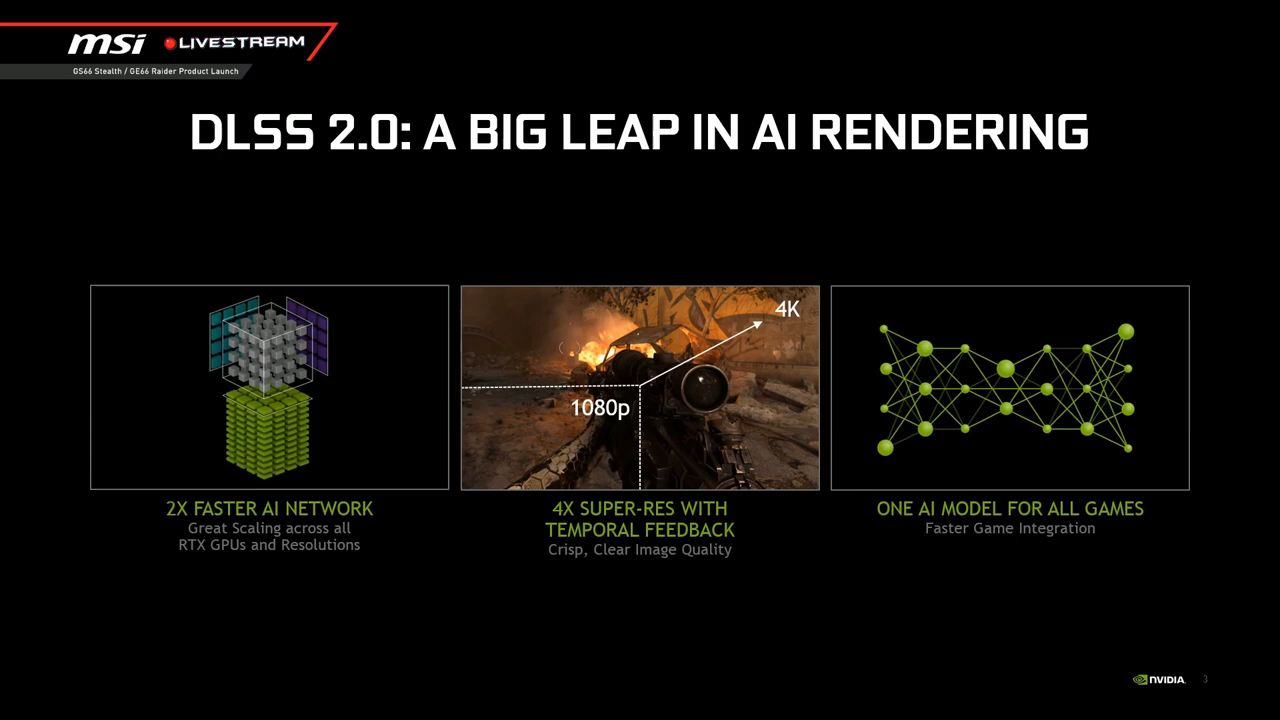 msi LIVESTREAM
GS66 Stealth / GE66 Raider Product Launch
DLSS 2.0: A BIG LEAP IN AI RENDERING
4K
1080p
2X FASTER AI NETWORK
Great Scaling across all
RTX GPUs and Resolutions
4X SUPER-RES WITH
TEMPORAL FEEDBACK
Crisp, Clear Image Quality
ONE AI MODEL FOR ALL GAMES
Faster Game Integration
NVIDIA.
3